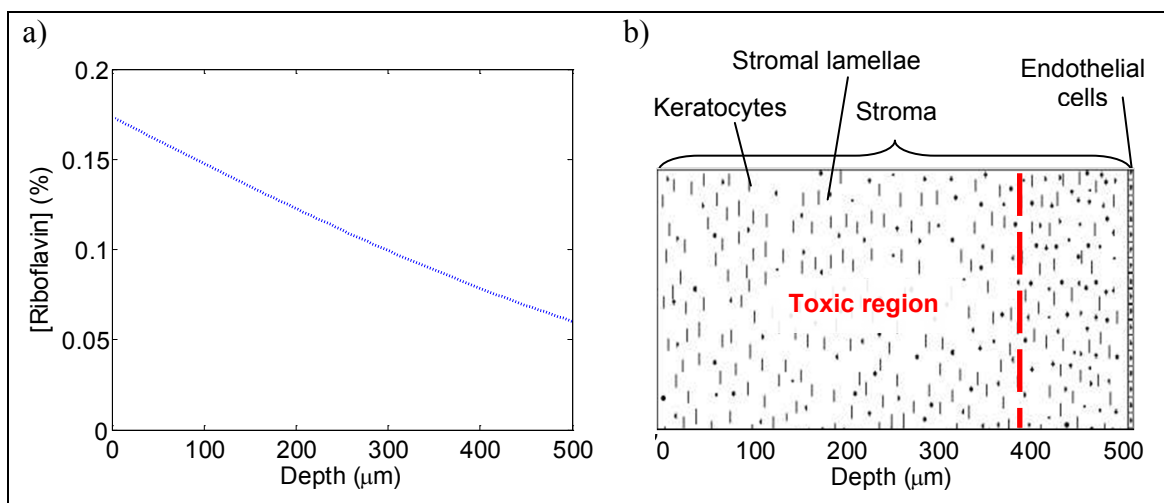 a)
0.2
0.15
0.1
0.05
0
[Riboflavin] (%)
0 100 200 300 400 500
Depth (μm)
b)
Stromal lamellae
Endothelial
cells
Keratocytes
Stroma
Toxic region
0 100 200 300 400 500
Depth (μm)